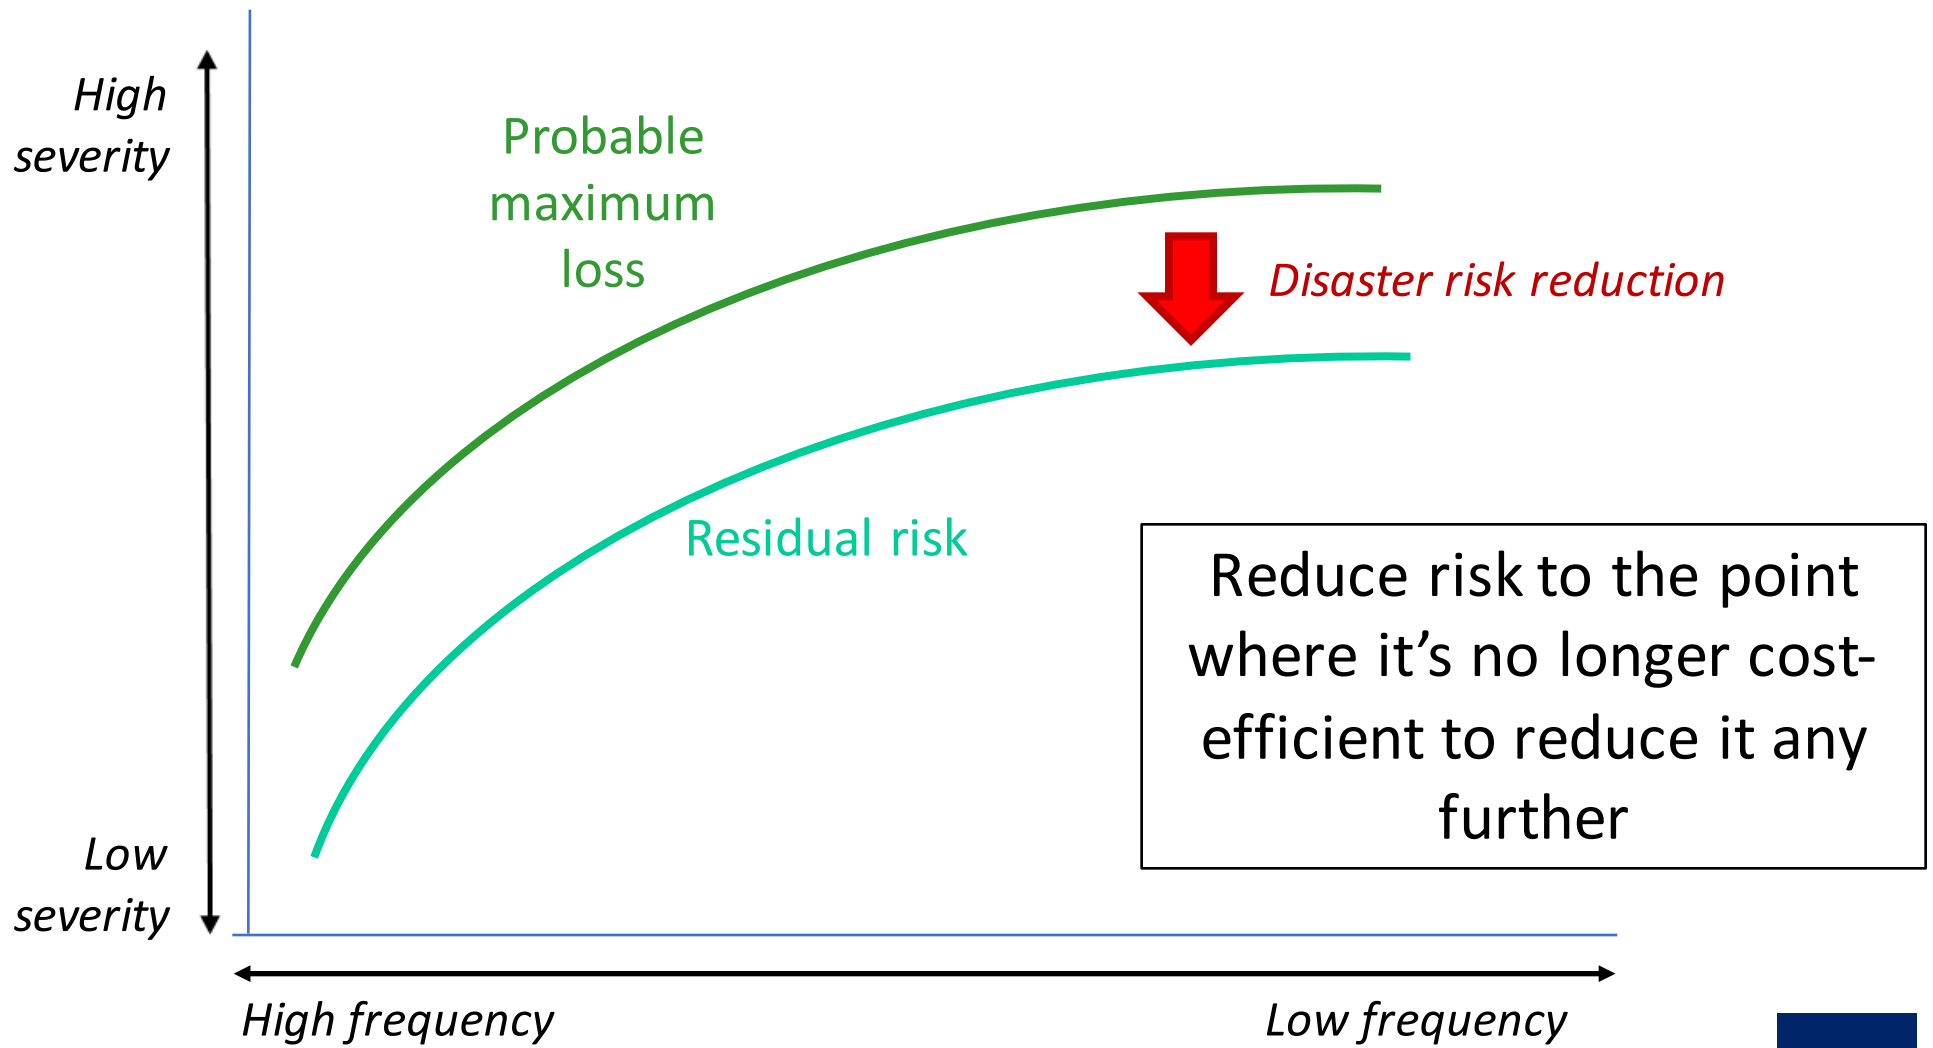 High
severity
Probable
maximum
loss
Disaster risk reduction
Residual risk
Reduce risk to the point
where it’s no longer cost-
efficient to reduce it any
further
Low
severity
High frequency
Low frequency